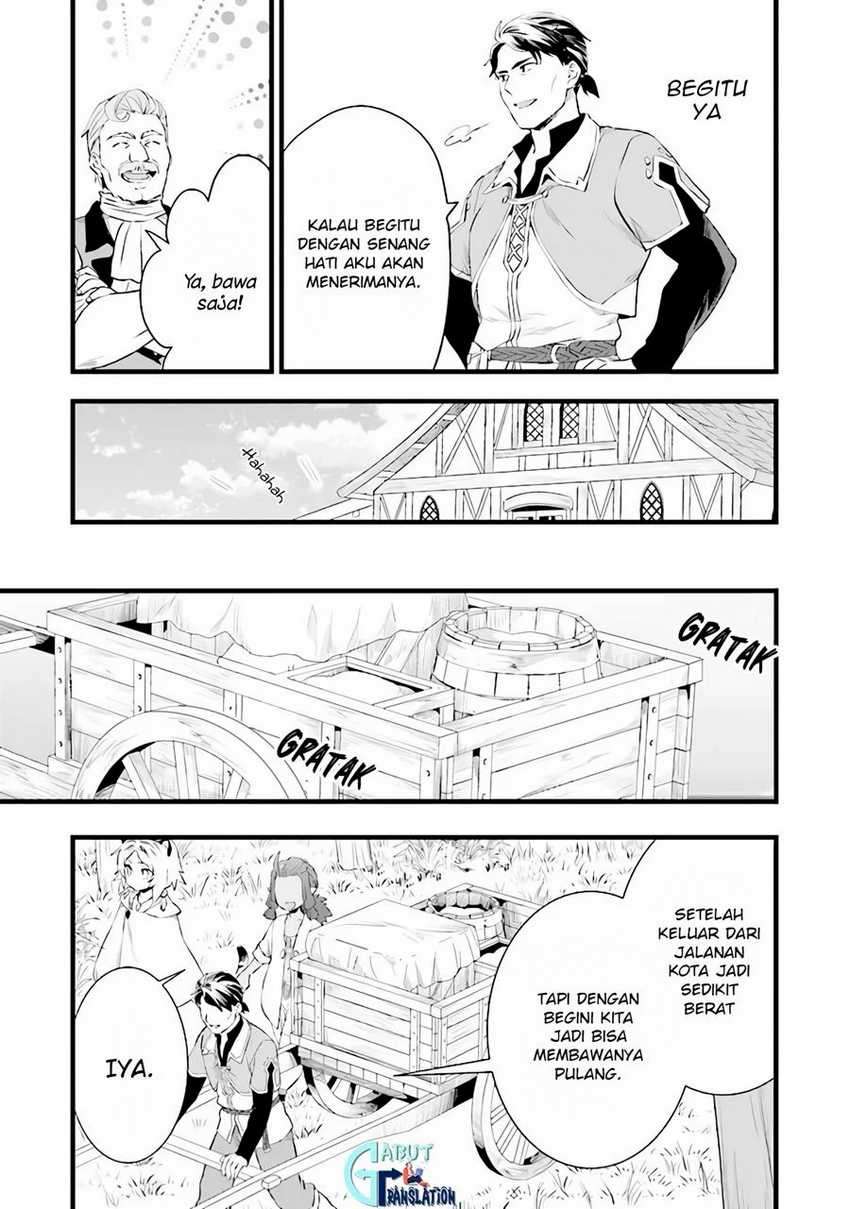 BEGITU
YA
KALAU BEGITU
DENGAN SENANG
HATI AKU AKAN
MENERIMANYA.
Ya, bawa
saja!
Hahahah
GRATAK
GRATAK
SETELAH
KELUAR DARI
JALANAN
KOTA JADI
SEDIKIT
BERAT
TAPI DENGAN
BEGINI KITA
JADI BISA
MEMBAWANYA
PULANG.
IYA.
GABUT
TRANSLATION